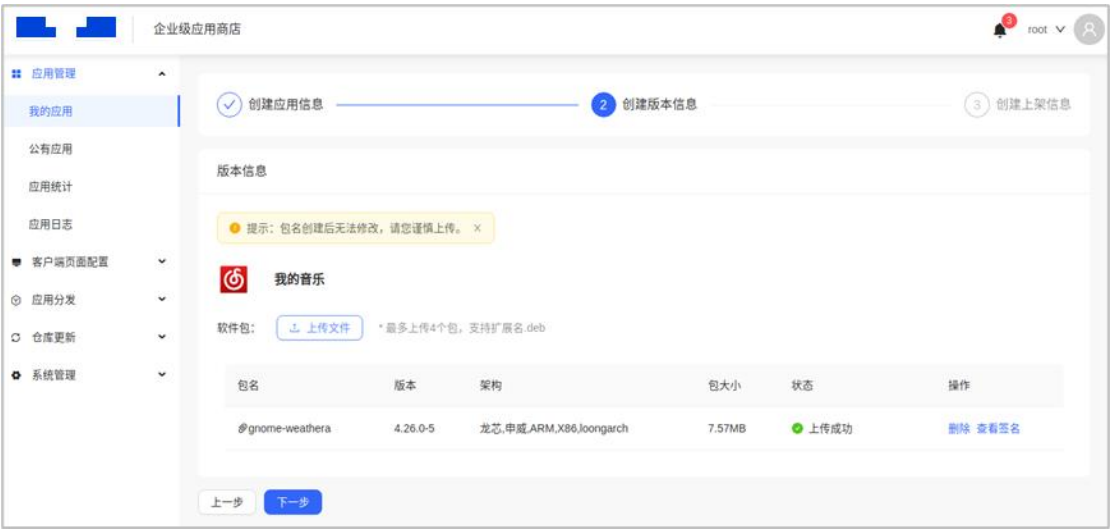 企业级应用商店
3
root
应用管理
我的应用
公有应用
应用统计
应用日志
客户端页面配置
应用分发
仓库更新
系统管理
创建应用信息
2 创建版本信息
3 创建上架信息
版本信息
提示：包名创建后无法修改，请您谨慎上传。 ×
我的音乐
软件包： 上传文件 *最多上传4个包，支持扩展名.deb
包名 版本 架构 包大小 状态 操作
gnome-weathera 4.26.0-5 龙芯,申威,ARM,X86,loongarch 7.57MB 上传成功 删除 查看签名
上一步 下一步